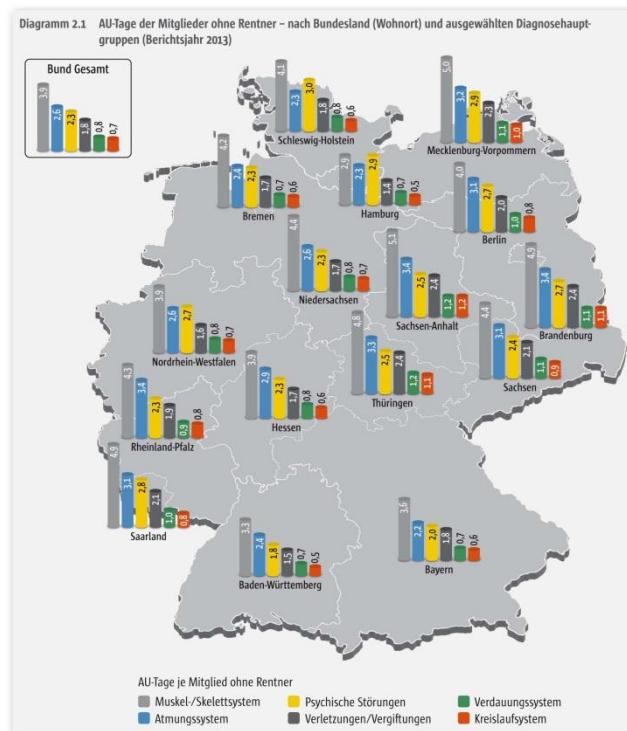 Diagramm 2.1 AU-Tage der Mitglieder ohne Rentner – nach Bundesland (Wohnort) und ausgewählten Diagnosehaupt-
gruppen (Berichtsjahr 2013)
Bund Gesamt
3,9 2,6 2,3 1,8 0,8 0,7
4,1 2,3 3,0 1,8 0,8 0,6
Schleswig-Holstein
5,0 3,2 2,9 2,3 1,1 1,0
Mecklenburg-Vorpommern
4,2 2,4 2,3 1,7 0,7 0,6
Bremen
2,9 2,3 2,9 1,4 0,7 0,5
Hamburg
4,0 3,1 2,7 2,0 1,0 0,8
Berlin
4,4 2,6 2,3 1,7 0,8 0,7
Niedersachsen
5,1 3,4 2,5 2,4 1,2 1,2
Sachsen-Anhalt
4,9 3,4 2,7 2,4 1,1 1,1
Brandenburg
3,9 2,6 2,7 1,6 0,8 0,7
Nordrhein-Westfalen
4,8 3,3 2,5 2,4 1,2 1,1
Thüringen
4,4 3,1 2,4 2,1 1,1 0,9
Sachsen
4,3 3,4 2,3 1,9 0,9 0,8
Rheinland-Pfalz
3,9 2,9 2,3 1,7 0,8 0,6
Hessen
4,9 3,1 2,8 2,1 1,0 0,8
Saarland
3,3 2,4 1,8 1,5 0,7 0,5
Baden-Württemberg
3,6 2,2 2,0 1,8 0,7 0,6
Bayern
AU-Tage je Mitglied ohne Rentner
Muskel-/Skelettsystem Psychische Störungen Verdauungssystem
Atmungssystem Verletzungen/Vergiftungen Kreislaufsystem